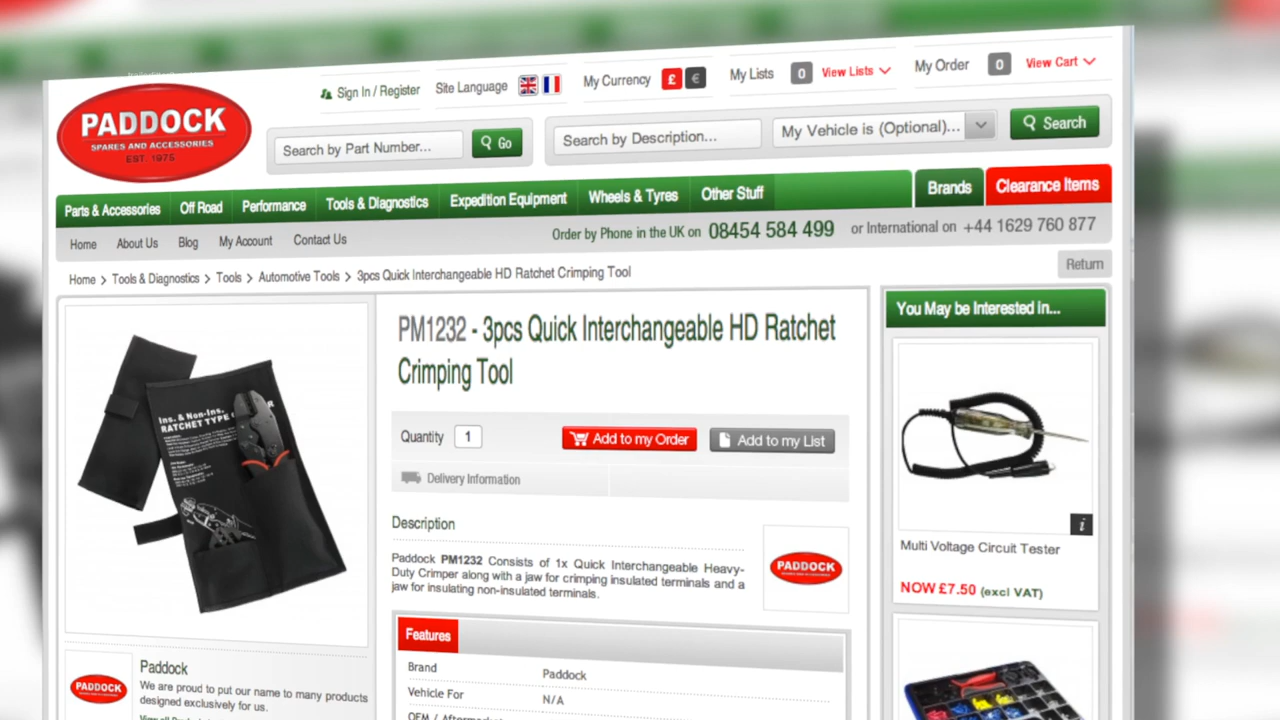 Sign In / Register
Site Language
My Currency
£
€
My Lists
0
View Lists
My Order
0
View Cart
PADDOCK
SPARES AND ACCESSORIES
EST. 1975
Search by Part Number...
Go
Search by Description...
My Vehicle is (Optional)...
Search
Parts & Accessories
Off Road
Performance
Tools & Diagnostics
Expedition Equipment
Wheels & Tyres
Other Stuff
Brands
Clearance Items
Home
About Us
Blog
My Account
Contact Us
Order by Phone in the UK on 08454 584 499 or International on +44 1629 760 877
Home > Tools & Diagnostics > Tools > Automotive Tools > 3pcs Quick Interchangeable HD Ratchet Crimping Tool
Return
Ins. & Non-Ins.
RATCHET TYPE
PM1232 - 3pcs Quick Interchangeable HD Ratchet
Crimping Tool
Quantity 1
Add to my Order
Add to my List
Delivery Information
Description
Paddock PM1232 Consists of 1x Quick Interchangeable Heavy-
Duty Crimper along with a jaw for crimping insulated terminals and a
jaw for insulating non-insulated terminals.
PADDOCK
Features
Brand Paddock
Vehicle For N/A
OEM / Aftermarket
PADDOCK
Paddock
We are proud to put our name to many products
designed exclusively for us.
You May be Interested in...
i
Multi Voltage Circuit Tester
NOW £7.50 (excl VAT)